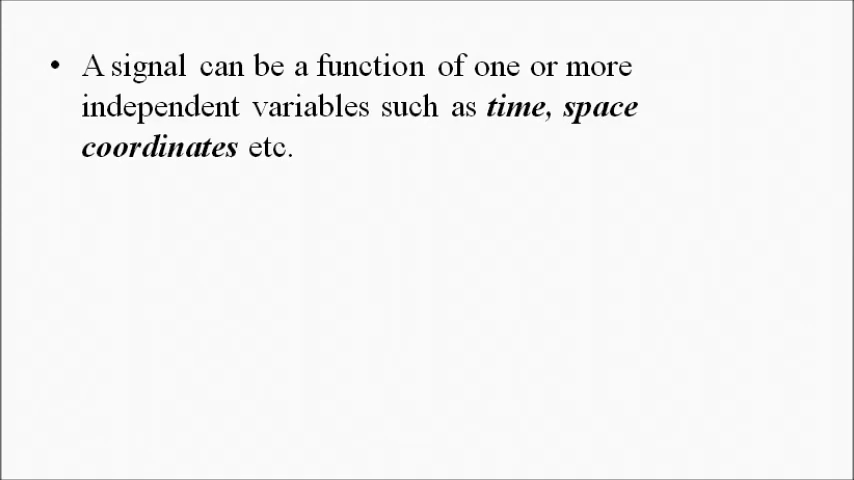 • A signal can be a function of one or more
independent variables such as time, space
coordinates etc.